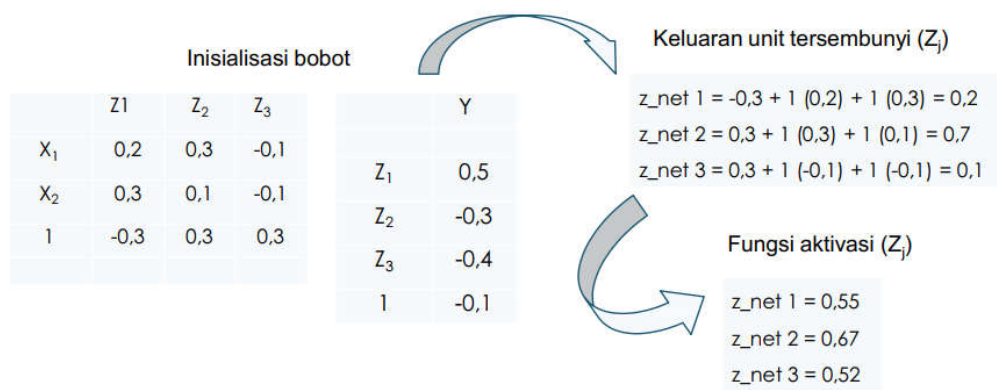 Inisialisasi bobot
Z1 Z₂ Z₃
X₁ 0,2 0,3 -0,1
X₂ 0,3 0,1 -0,1
1 -0,3 0,3 0,3
Y
Z₁ 0,5
Z₂ -0,3
Z₃ -0,4
1 -0,1
Keluaran unit tersembunyi (Zⱼ)
z_net 1 = -0,3 + 1 (0,2) + 1 (0,3) = 0,2
z_net 2 = 0,3 + 1 (0,3) + 1 (0,1) = 0,7
z_net 3 = 0,3 + 1 (-0,1) + 1 (-0,1) = 0,1
Fungsi aktivasi (Zⱼ)
z_net 1 = 0,55
z_net 2 = 0,67
z_net 3 = 0,52